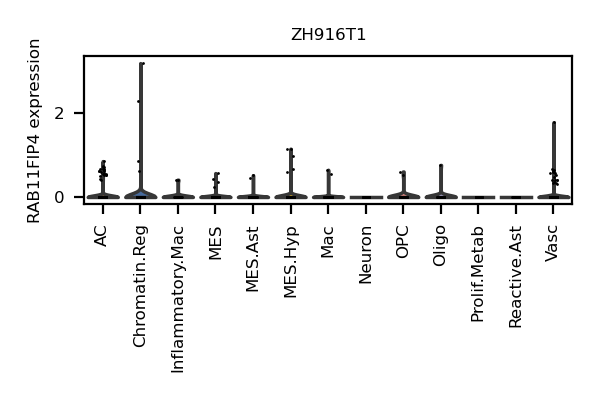 ZH916T1
RAB11FIP4 expression
2
0
AC
Chromatin.Reg
Inflammatory.Mac
MES
MES.Ast
MES.Hyp
Mac
Neuron
OPC
Oligo
Prolif.Metab
Reactive.Ast
Vasc